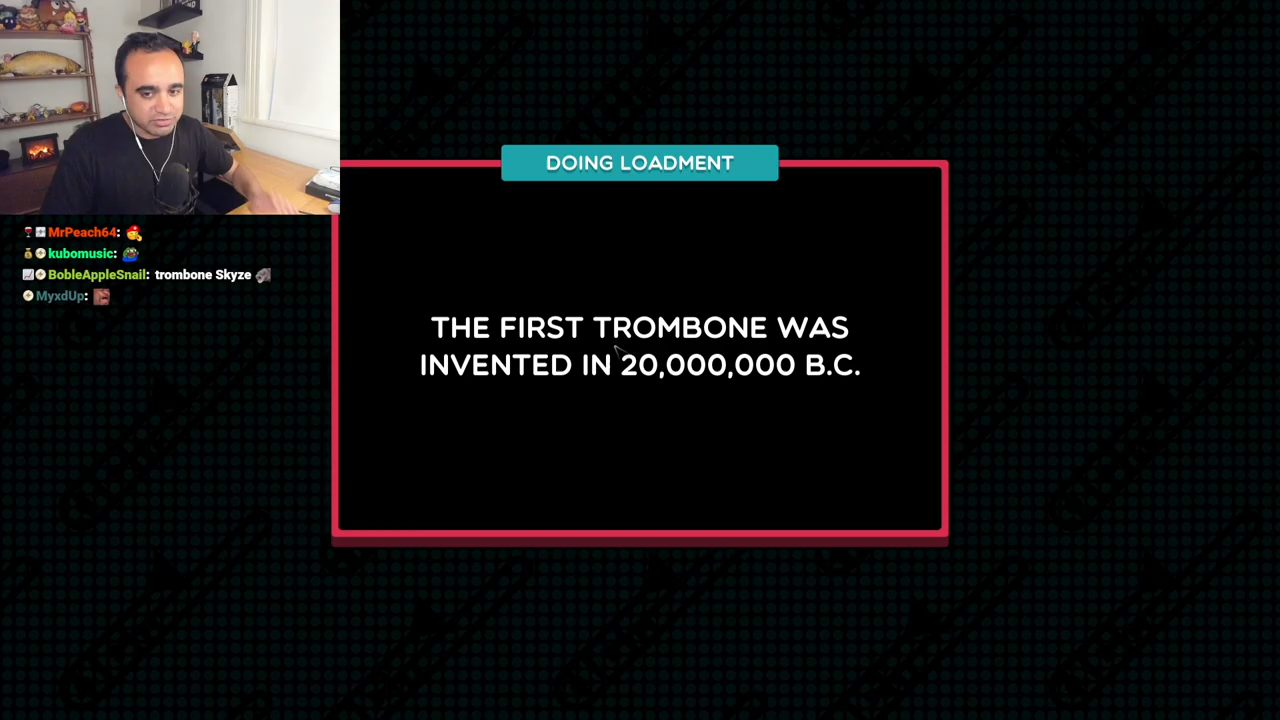 DOING LOADMENT
MrPeach64:
kubomusic:
BobleAppleSnail: trombone Skyze
MyxdUp:
THE FIRST TROMBONE WAS
INVENTED IN 20,000,000 B.C.